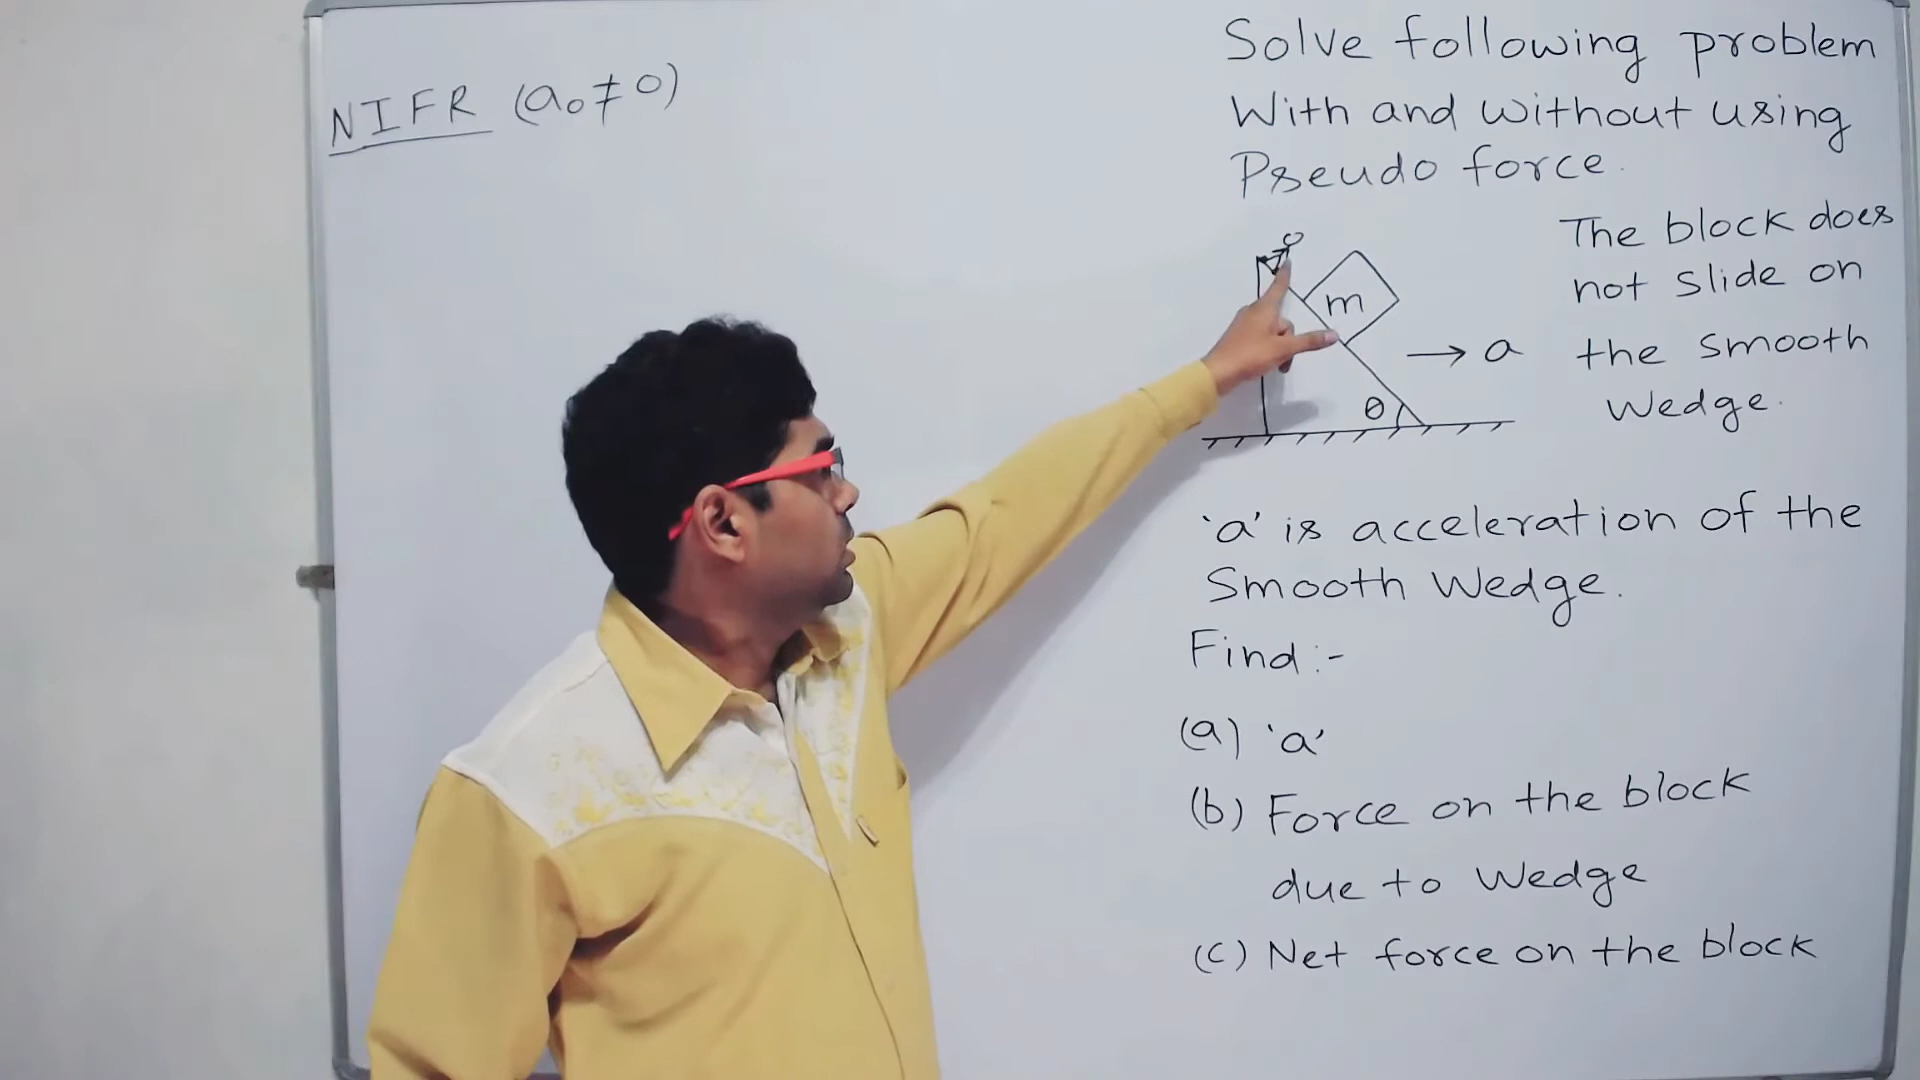 NIFR (a₀≠0)
Solve following problem
With and without using
Pseudo force.
The block does
not slide on
the smooth
Wedge.
m
→ a
θ
'a' is acceleration of the
Smooth Wedge.
Find :-
(a) 'a'
(b) Force on the block
due to Wedge
(c) Net force on the block